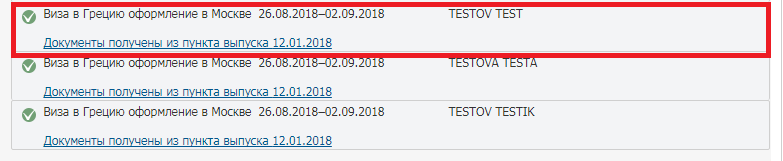 Виза в Грецию оформление в Москве 26.08.2018–02.09.2018 TESTOV TEST
Документы получены из пункта выпуска 12.01.2018
Виза в Грецию оформление в Москве 26.08.2018–02.09.2018 TESTOVA TESTA
Документы получены из пункта выпуска 12.01.2018
Виза в Грецию оформление в Москве 26.08.2018–02.09.2018 TESTOV TESTIK
Документы получены из пункта выпуска 12.01.2018